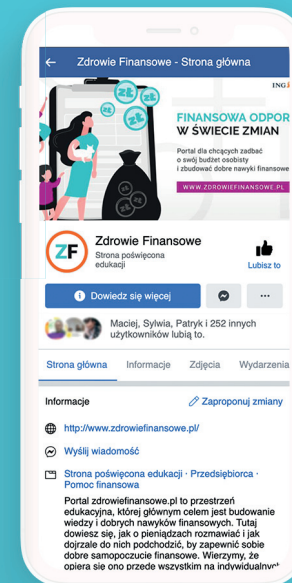 Zdrowie Finansowe - Strona główna
ING
FINANSOWA ODPOR
W ŚWIECIE ZMIAN
Portal dla chcących zadbać
o swój budżet osobisty
i zbudować dobre nawyki finansowe
WWW.ZDROWIEFINANSOWE.PL
zł
zł
zł
zł
ZF
Zdrowie Finansowe
Strona poświęcona
edukacji
Lubisz to
Dowiedz się więcej
Maciej, Sylwia, Patryk i 252 innych
użytkowników lubią to.
Strona główna Informacje Zdjęcia Wydarzenia
Informacje Zaproponuj zmiany
http://www.zdrowiefinansowe.pl/
Wyślij wiadomość
Strona poświęcona edukacji · Przedsiębiorca ·
Pomoc finansowa
Portal zdrowiefinansowe.pl to przestrzeń
edukacyjna, której głównym celem jest budowanie
wiedzy i dobrych nawyków finansowych. Tutaj
dowiesz się, jak o pieniądzach rozmawiać i jak
dojrzale do nich podchodzić, by zapewnić sobie
dobre samopoczucie finansowe. Wierzymy, że
opiera się ono przede wszystkim na indywidualnych